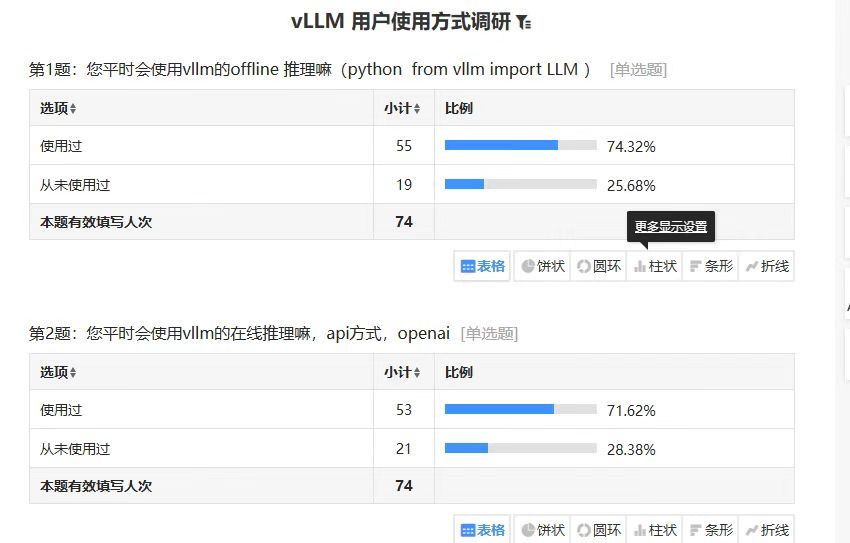 vLLM 用户使用方式调研
第1题：您平时会使用vllm的offline 推理嘛（python from vllm import LLM ） [单选题]
选项 小计 比例
使用过 55 74.32%
从未使用过 19 25.68%
本题有效填写人次 74
更多显示设置
表格 饼状 圆环 柱状 条形 折线
第2题：您平时会使用vllm的在线推理嘛，api方式，openai [单选题]
选项 小计 比例
使用过 53 71.62%
从未使用过 21 28.38%
本题有效填写人次 74
表格 饼状 圆环 柱状 条形 折线